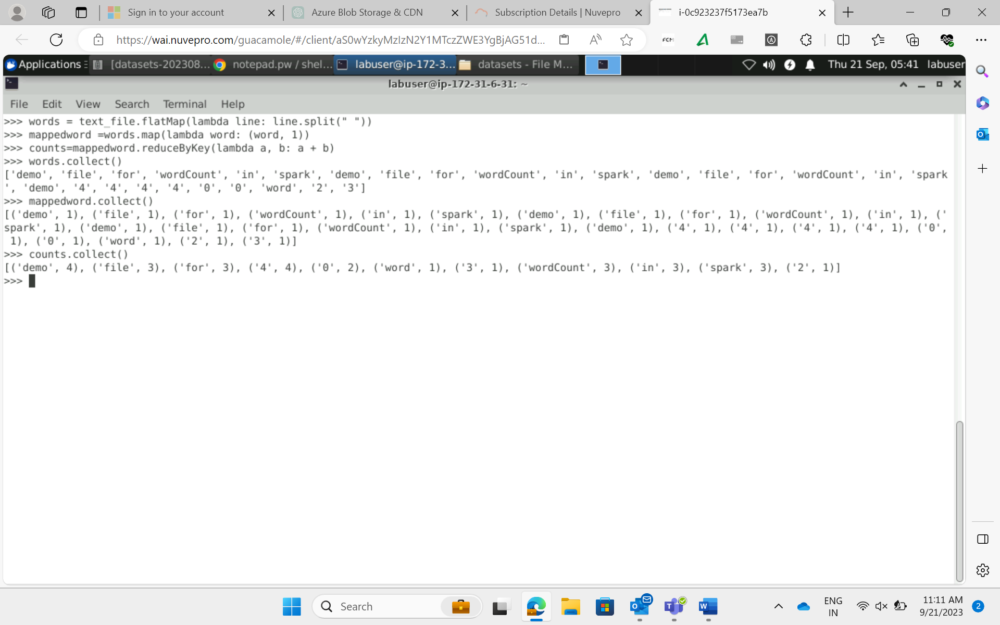 Sign in to your account
Azure Blob Storage & CDN
Subscription Details | Nuvepro
i-0c923237f5173ea7b
https://wai.nuvepro.com/guacamole/#/client/aS0wYzkyMzIzN2Y1MTczZWE3YgBjAG51d...
FCM
Applications
[datasets-202308...
notepad.pw / shel...
labuser@ip-172-3...
datasets - File M...
Thu 21 Sep, 05:41
labuser
labuser@ip-172-31-6-31: ~
File Edit View Search Terminal Help
>>> words = text_file.flatMap(lambda line: line.split(" "))
>>> mappedword =words.map(lambda word: (word, 1))
>>> counts=mappedword.reduceByKey(lambda a, b: a + b)
>>> words.collect()
['demo', 'file', 'for', 'wordCount', 'in', 'spark', 'demo', 'file', 'for', 'wordCount', 'in', 'spark', 'demo', 'file', 'for', 'wordCount', 'in', 'spark
', 'demo', '4', '4', '4', '4', '0', '0', 'word', '2', '3']
>>> mappedword.collect()
[('demo', 1), ('file', 1), ('for', 1), ('wordCount', 1), ('in', 1), ('spark', 1), ('demo', 1), ('file', 1), ('for', 1), ('wordCount', 1), ('in', 1), ('
spark', 1), ('demo', 1), ('file', 1), ('for', 1), ('wordCount', 1), ('in', 1), ('spark', 1), ('demo', 1), ('4', 1), ('4', 1), ('4', 1), ('4', 1), ('0',
 1), ('0', 1), ('word', 1), ('2', 1), ('3', 1)]
>>> counts.collect()
[('demo', 4), ('file', 3), ('for', 3), ('4', 4), ('0', 2), ('word', 1), ('3', 1), ('wordCount', 3), ('in', 3), ('spark', 3), ('2', 1)]
>>>
Search
ENG
IN
11:11 AM
9/21/2023
2